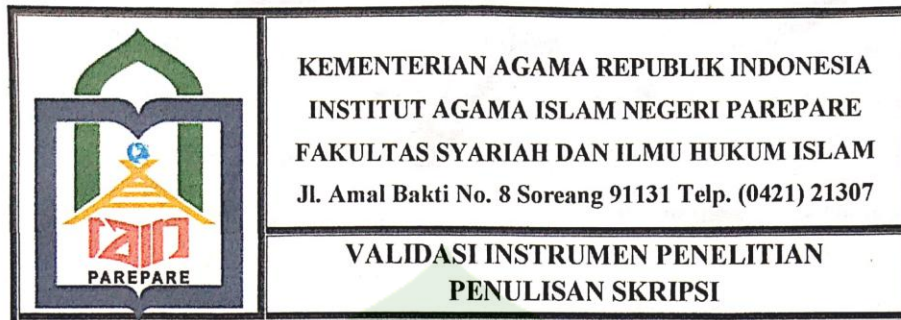 KEMENTERIAN AGAMA REPUBLIK INDONESIA
INSTITUT AGAMA ISLAM NEGERI PAREPARE
FAKULTAS SYARIAH DAN ILMU HUKUM ISLAM
Jl. Amal Bakti No. 8 Soreang 91131 Telp. (0421) 21307
iain
PAREPARE
VALIDASI INSTRUMEN PENELITIAN
PENULISAN SKRIPSI